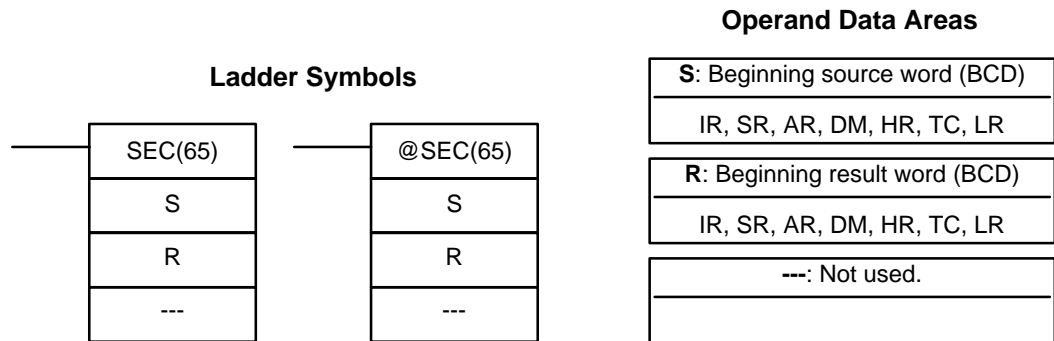 Operand Data Areas
Ladder Symbols
SEC(65)
S
R
---
@SEC(65)
S
R
---
S: Beginning source word (BCD)
IR, SR, AR, DM, HR, TC, LR
R: Beginning result word (BCD)
IR, SR, AR, DM, HR, TC, LR
---: Not used.